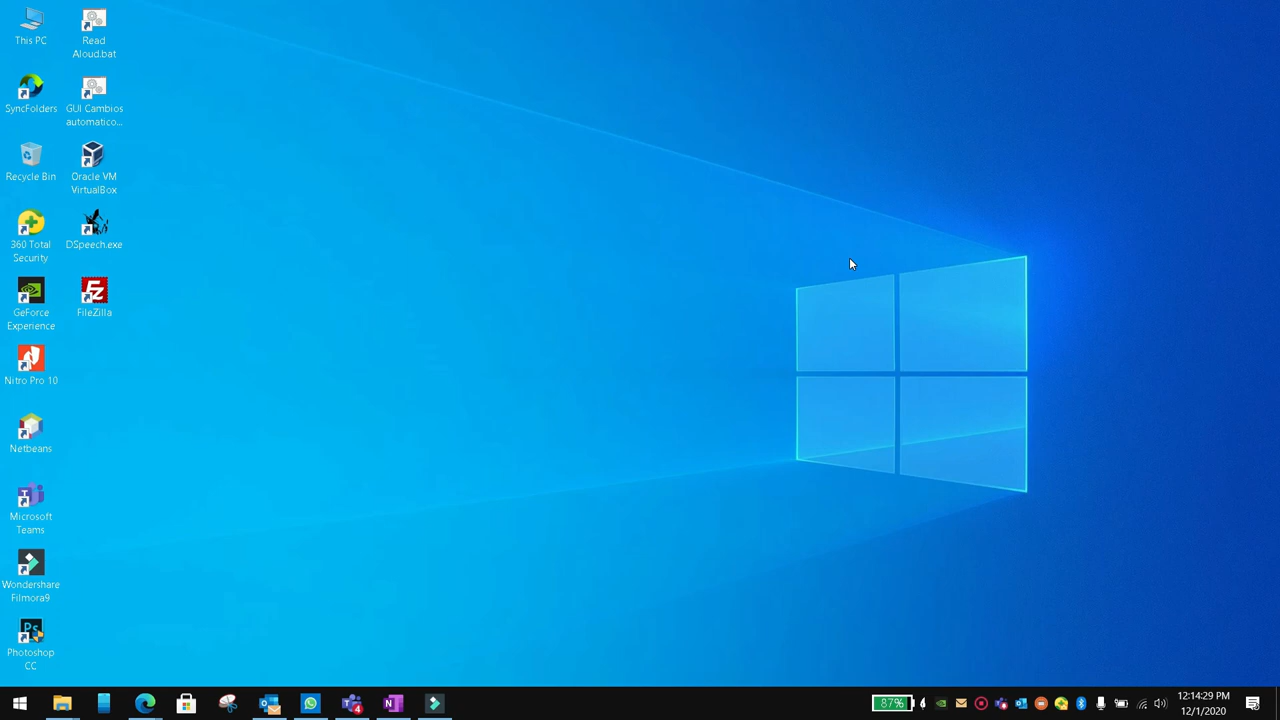 This PC
Read
Aloud.bat
SyncFolders
GUI Cambios
automatico...
Recycle Bin
Oracle VM
VirtualBox
360 Total
Security
DSpeech.exe
GeForce
Experience
FileZilla
Nitro Pro 10
Netbeans
Microsoft
Teams
Wondershare
Filmora9
Ps
Photoshop
CC
4
87%
12:14:29 PM
12/1/2020